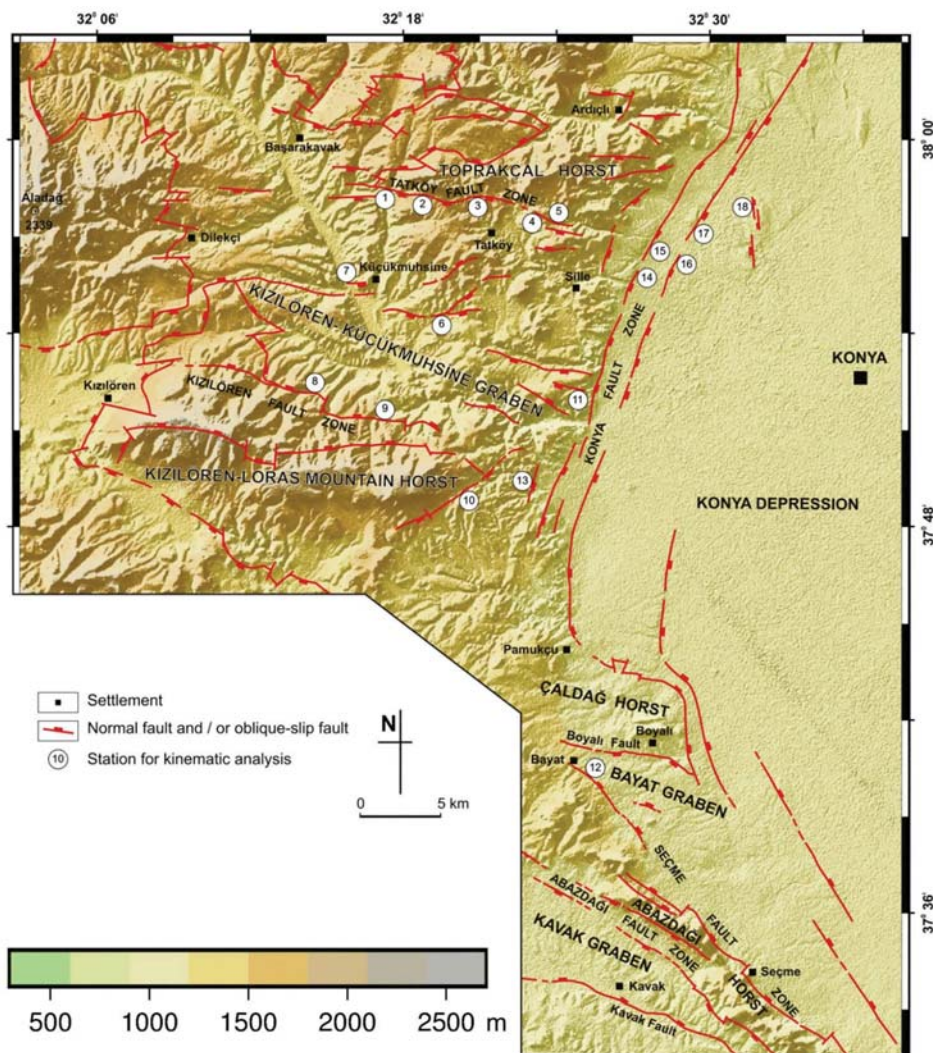 32° 06'
32° 18'
32° 30'
38° 00'
37° 48'
37° 36'
Ardıçlı
Başarakavak
TOPRAKCAL HORST
TATKÖY FAULT ZONE
Aladağ
2339
1
2
3
4
5
18
17
Dilekçi
Tatköy
15
16
14
7
Küçükmuhsine
Sille
KIZILÖREN- KÜÇÜKMUHSINE GRABEN
6
KONYA FAULT ZONE
KONYA
8
Kızılören
KIZILÖREN FAULT ZONE
9
11
KIZILÖREN-LORAS MOUNTAIN HORST
13
10
KONYA DEPRESSION
Pamukçu
ÇALDAĞ HORST
Boyalı
Boyalı Fault
Bayat
12
BAYAT GRABEN
SEÇME FAULT ZONE
ABAZDAĞI FAULT ZONE
ABAZDAĞI HORST
KAVAK GRABEN
Seçme
Kavak
Kavak Fault
Settlement
Normal fault and / or oblique-slip fault
10 Station for kinematic analysis
N
0 5 km
500 1000 1500 2000 2500 m